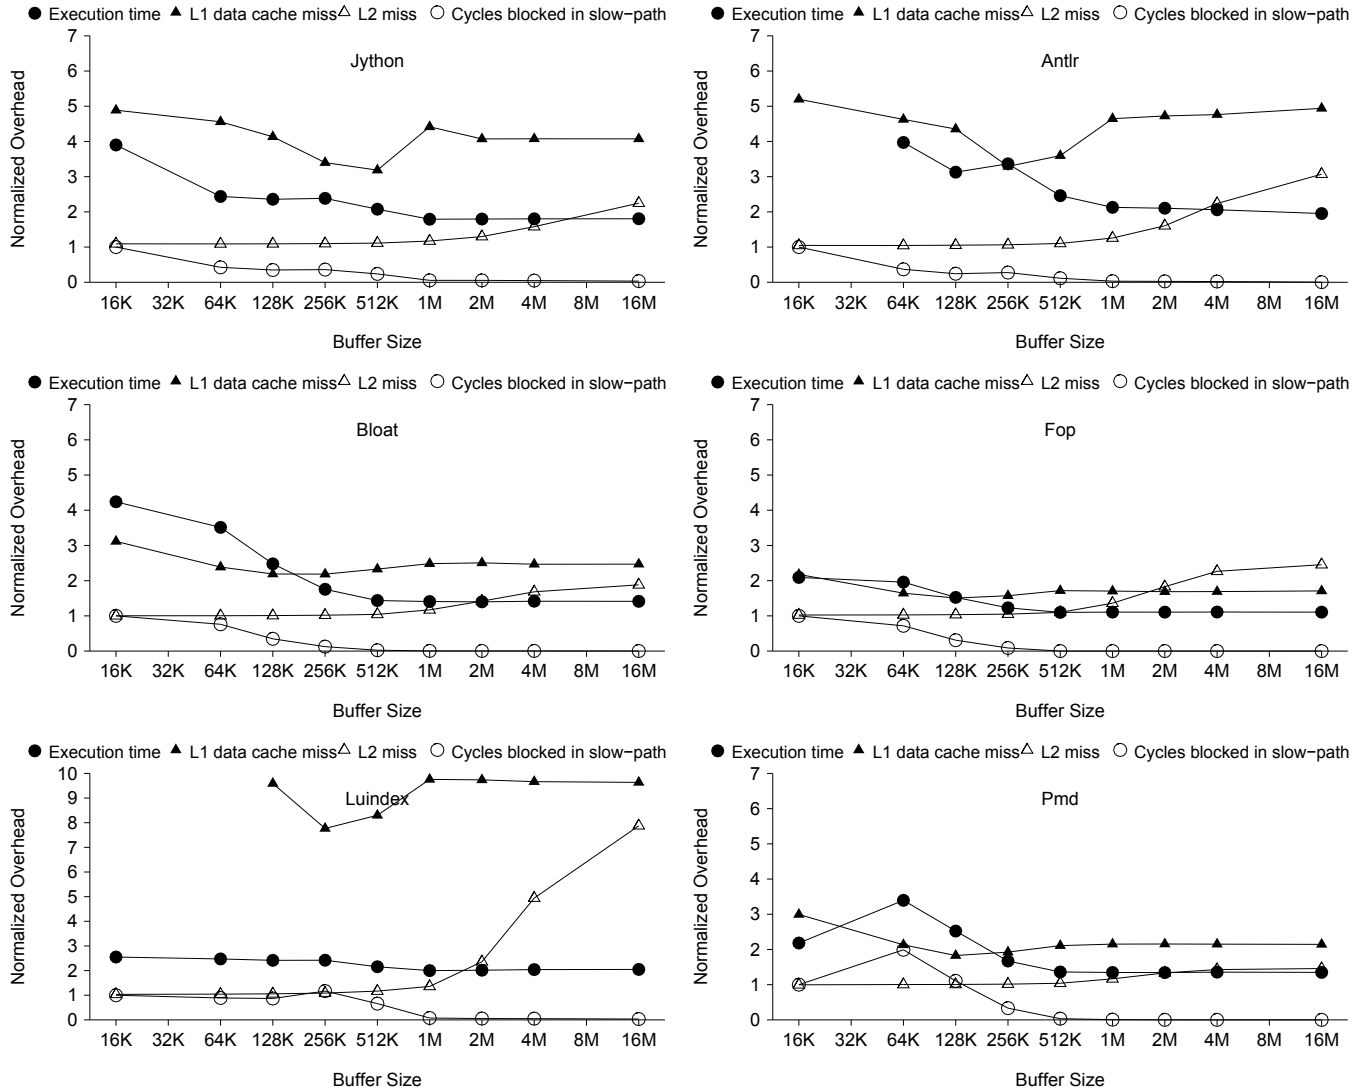 Execution time L1 data cache miss L2 miss Cycles blocked in slow−path
Jython
Normalized Overhead
7
6
5
4
3
2
1
0
16K 32K 64K 128K 256K 512K 1M 2M 4M 8M 16M
Buffer Size
Execution time L1 data cache miss L2 miss Cycles blocked in slow−path
Antlr
Normalized Overhead
7
6
5
4
3
2
1
0
16K 32K 64K 128K 256K 512K 1M 2M 4M 8M 16M
Buffer Size
Execution time L1 data cache miss L2 miss Cycles blocked in slow−path
Bloat
Normalized Overhead
7
6
5
4
3
2
1
0
16K 32K 64K 128K 256K 512K 1M 2M 4M 8M 16M
Buffer Size
Execution time L1 data cache miss L2 miss Cycles blocked in slow−path
Fop
Normalized Overhead
7
6
5
4
3
2
1
0
16K 32K 64K 128K 256K 512K 1M 2M 4M 8M 16M
Buffer Size
Execution time L1 data cache miss L2 miss Cycles blocked in slow−path
Luindex
Normalized Overhead
10
9
8
7
6
5
4
3
2
1
0
16K 32K 64K 128K 256K 512K 1M 2M 4M 8M 16M
Buffer Size
Execution time L1 data cache miss L2 miss Cycles blocked in slow−path
Pmd
Normalized Overhead
7
6
5
4
3
2
1
0
16K 32K 64K 128K 256K 512K 1M 2M 4M 8M 16M
Buffer Size